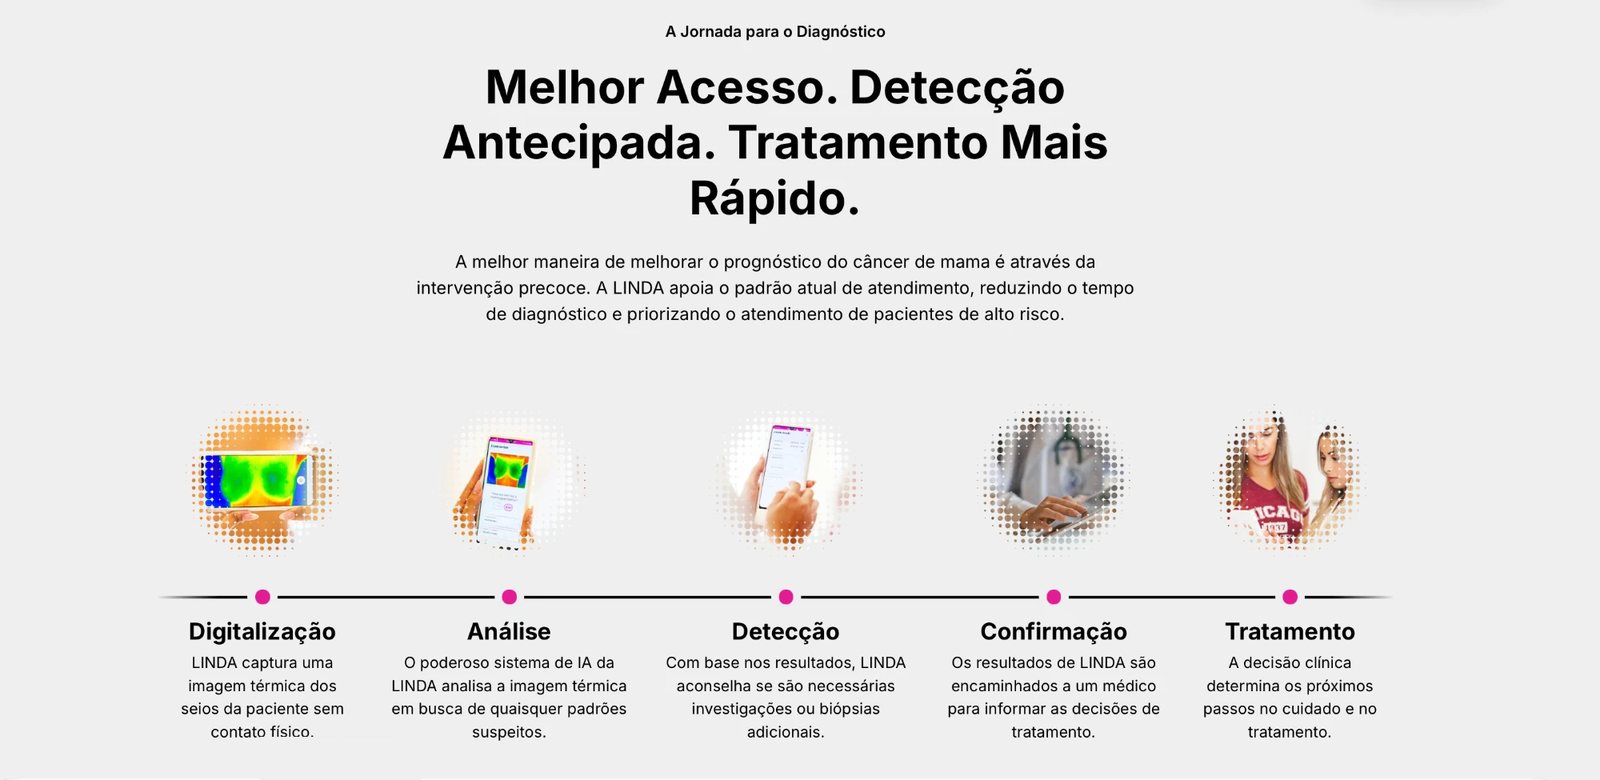 A Jornada para o Diagnóstico
Melhor Acesso. Detecção
Antecipada. Tratamento Mais
Rápido.
A melhor maneira de melhorar o prognóstico do câncer de mama é através da
intervenção precoce. A LINDA apoia o padrão atual de atendimento, reduzindo o tempo
de diagnóstico e priorizando o atendimento de pacientes de alto risco.
ICAGO
1937
Digitalização
LINDA captura uma
imagem térmica dos
seios da paciente sem
contato físico.
Análise
O poderoso sistema de IA da
LINDA analisa a imagem térmica
em busca de quaisquer padrões
suspeitos.
Detecção
Com base nos resultados, LINDA
aconselha se são necessárias
investigações ou biópsias
adicionais.
Confirmação
Os resultados de LINDA são
encaminhados a um médico
para informar as decisões de
tratamento.
Tratamento
A decisão clínica
determina os próximos
passos no cuidado e no
tratamento.